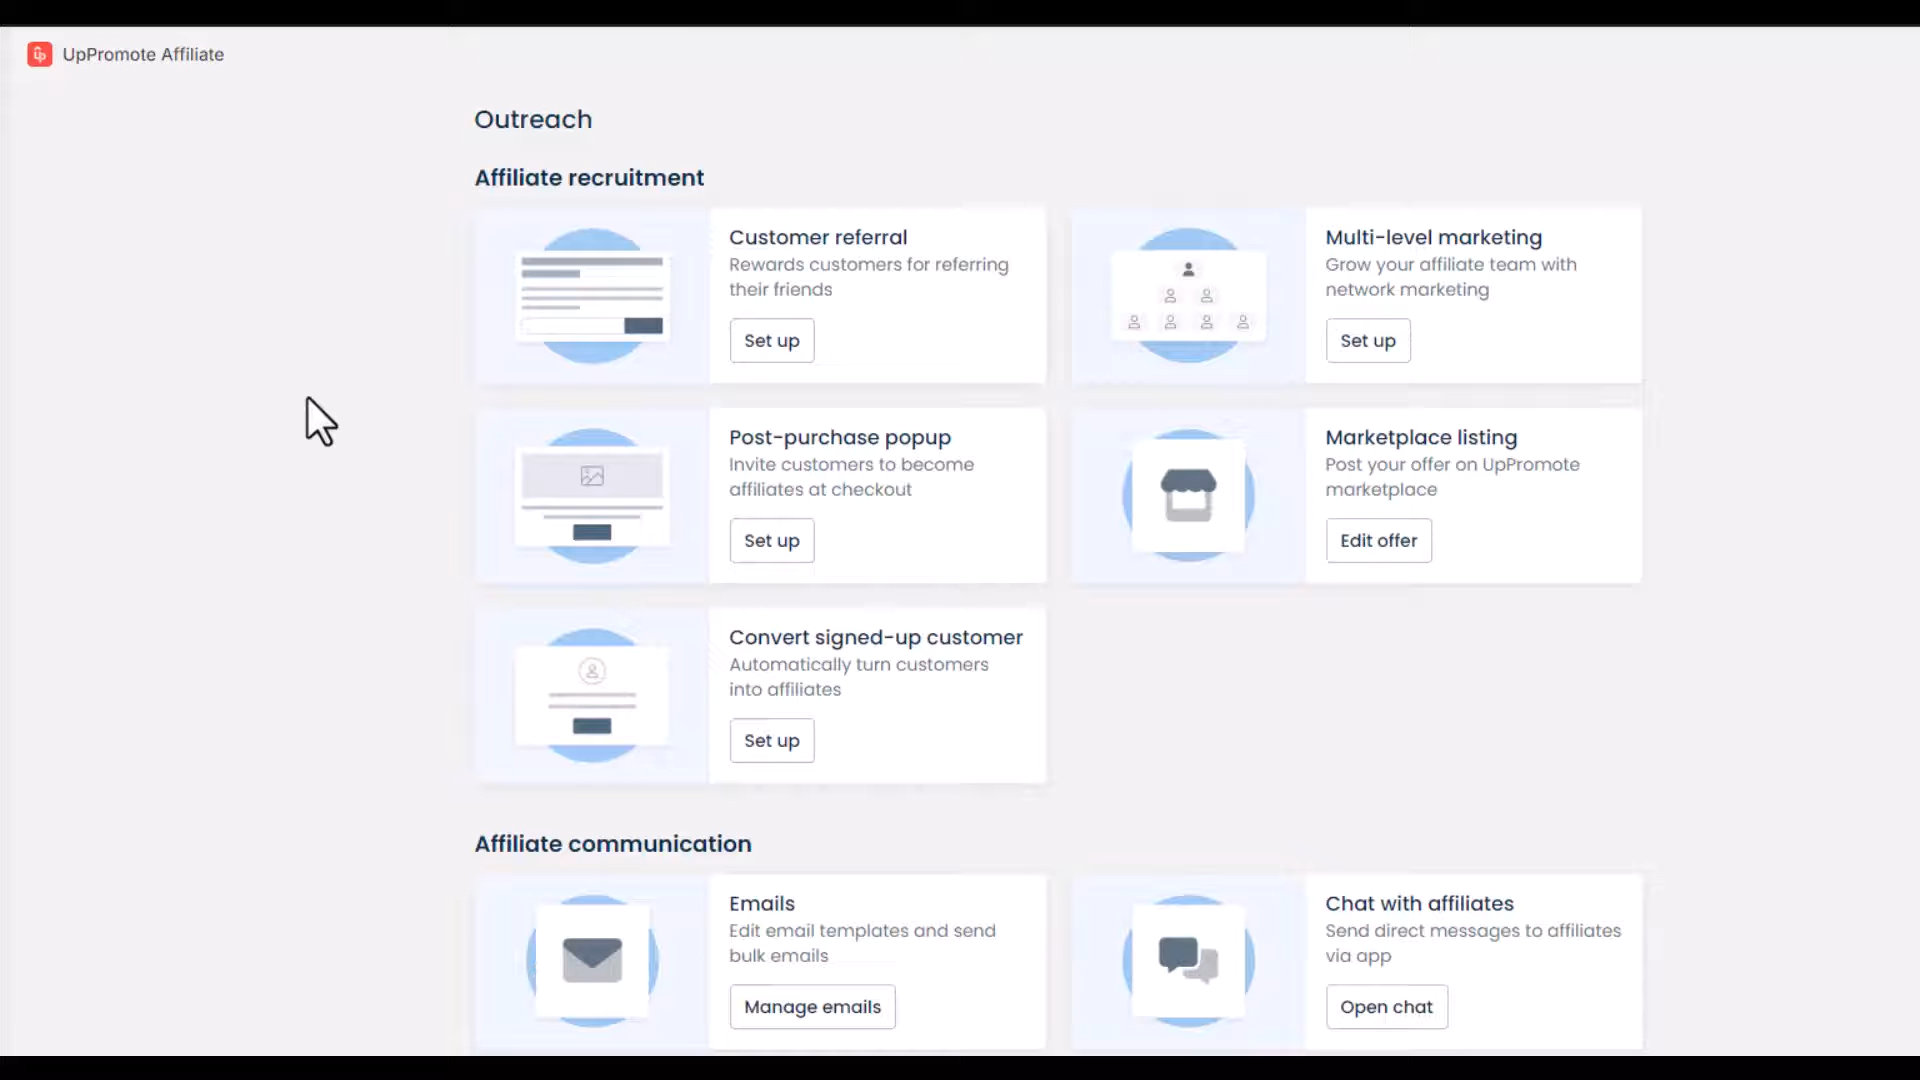 UpPromote Affiliate
Outreach
Affiliate recruitment
Customer referral
Rewards customers for referring
their friends
Set up
Multi-level marketing
Grow your affiliate team with
network marketing
Set up
Post-purchase popup
Invite customers to become
affiliates at checkout
Set up
Marketplace listing
Post your offer on UpPromote
marketplace
Edit offer
Convert signed-up customer
Automatically turn customers
into affiliates
Set up
Affiliate communication
Emails
Edit email templates and send
bulk emails
Manage emails
Chat with affiliates
Send direct messages to affiliates
via app
Open chat